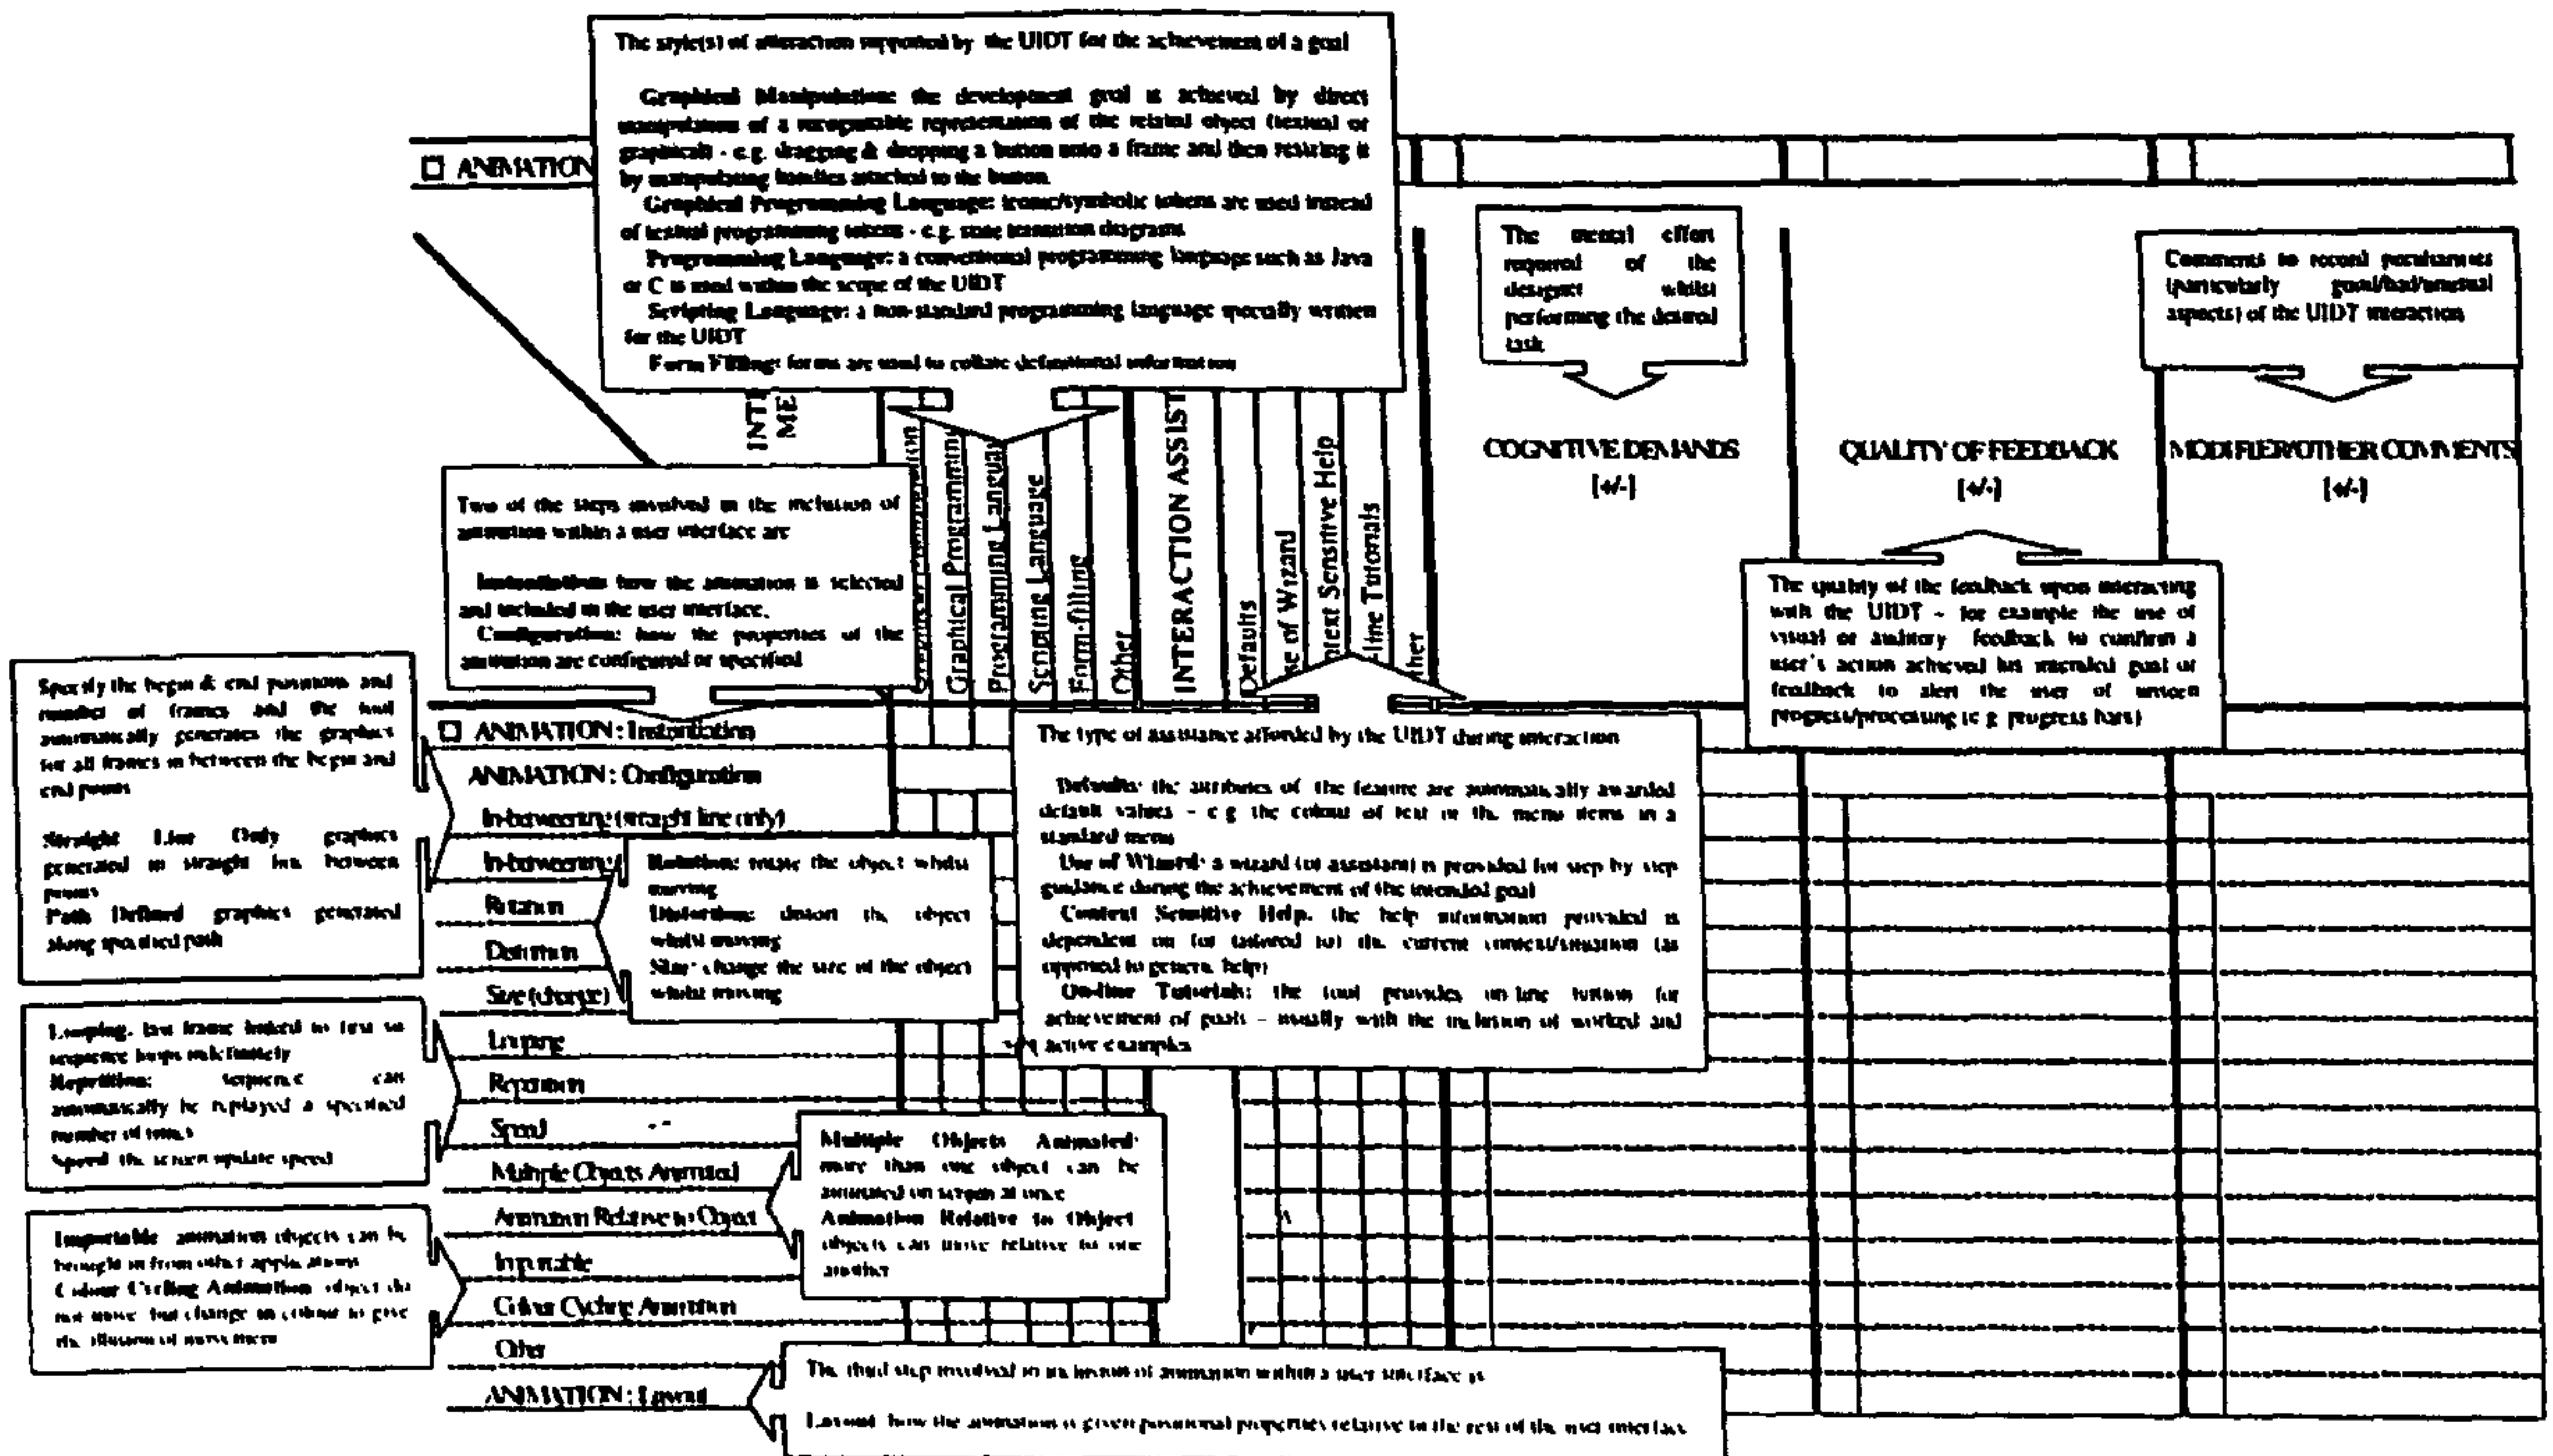 The style(s) of interaction supported by the UIDT for the achievement of a goal
Graphical Manipulation: the development goal is achieved by direct
manipulation of a recognisable representation of the related object (textual or
graphical) - e.g. dragging & dropping a button onto a frame and then resizing it
by manipulating handles attached to the button.
Graphical Programming Language: iconic/symbolic tokens are used instead
of textual programming tokens - e.g. state transition diagrams
Programming Language: a conventional programming language such as Java
or C is used within the scope of the UIDT
Scripting Language: a non-standard programming language specially written
for the UIDT
Form Filling: forms are used to collate definitional information
ANIMATION
The mental effort
required of the
designer whilst
performing the desired
task
Comments to record peculiarities
(particularly good/bad/unusual
aspects) of the UIDT interaction
INT
ME
Graphical Programming
Programming Language
Scripting Language
Form-filling
Other
INTERACTION ASSIST
Defaults
se of Wizard
ntext Sensitive Help
-line Tutorials
ther
COGNITIVE DEMANDS
[+/-]
QUALITY OF FEEDBACK
[+/-]
MODIFIER/OTHER COMMENTS
[+/-]
Two of the steps involved in the inclusion of
animation within a user interface are
Instantiation: how the animation is selected
and included in the user interface.
Configuration: how the properties of the
animation are configured or specified
The quality of the feedback upon interacting
with the UIDT - for example the use of
visual or auditory feedback to confirm a
user's action achieved his intended goal or
feedback to alert the user of unseen
progress/processing (e.g. progress bars)
Specify the begin & end positions and
number of frames and the tool
automatically generates the graphics
for all frames in between the begin and
end points
Straight Line Only graphics
generated in straight line between
points
Path Defined graphics generated
along specified path
ANIMATION : Instantiation
ANIMATION : Configuration
In-betweening (straight line only)
In-betweening
Rotation
Distortion
Size (change)
Looping
Repetition
Speed
Multiple Objects Animated
Animation Relative to Object
Importable
Colour Cycling Animation
Other
ANIMATION : Layout
Rotation: rotate the object whilst
moving
Distortion: distort the object
whilst moving
Size: change the size of the object
whilst moving
The type of assistance afforded by the UIDT during interaction
Defaults: the attributes of the feature are automatically awarded
default values - e.g. the colour of text or the menu items in a
standard menu
Use of Wizard: a wizard (or assistant) is provided for step by step
guidance during the achievement of the intended goal
Context Sensitive Help. the help information provided is
dependent on (or tailored to) the current context/situation (as
opposed to general help)
On-line Tutorials: the tool provides on-line tuition for
achievement of goals - usually with the inclusion of worked and
active examples
Looping. last frame linked to first so
sequence loops indefinitely
Repetition: sequence can
automatically be replayed a specified
number of times
Speed the screen update speed
Multiple Objects Animated:
more than one object can be
animated on screen at once
Animation Relative to Object
objects can move relative to one
another
Importable animation objects can be
brought in from other applications
Colour Cycling Animation object do
not move but change in colour to give
the illusion of movement
The third step involved in inclusion of animation within a user interface is
Layout how the animation is given positional properties relative to the rest of the user interface